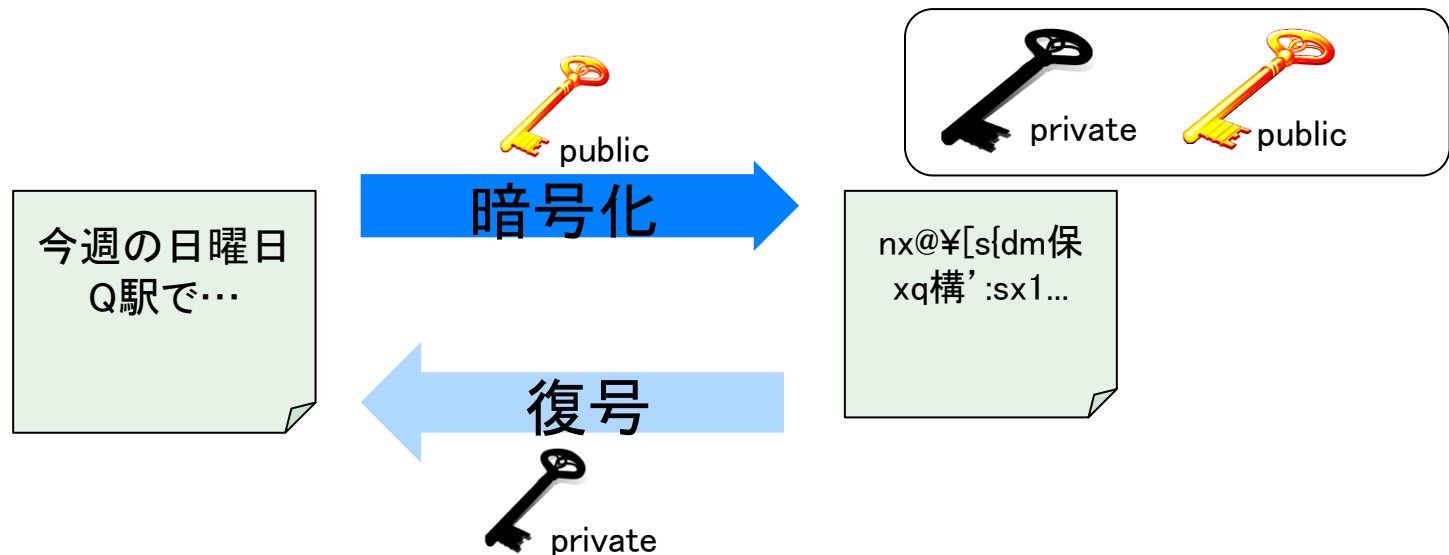 private
public
public
暗号化
今週の日曜日
Q駅で…
nx@¥[s{dm保
xq構’:sx1...
復号
private